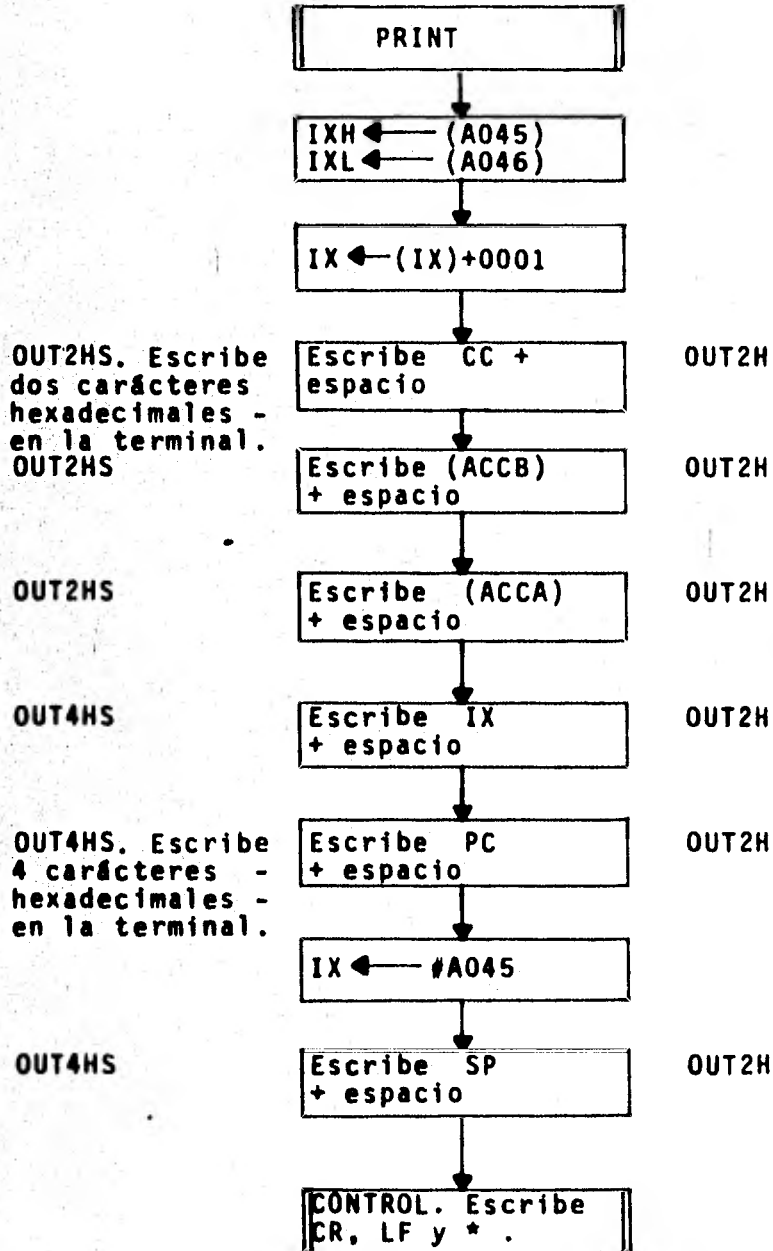 PRINT
IXH ← (A045)
IXL ← (A046)
IX ← (IX)+0001
OUT2HS. Escribe
dos carácteres
hexadecimales -
en la terminal.
Escribe CC +
espacio
OUT2H
OUT2HS
Escribe (ACCB)
+ espacio
OUT2H
OUT2HS
Escribe (ACCA)
+ espacio
OUT2H
OUT4HS
Escribe IX
+ espacio
OUT2H
OUT4HS. Escribe
4 carácteres -
hexadecimales -
en la terminal.
Escribe PC
+ espacio
OUT2H
IX ← #A045
OUT4HS
Escribe SP
+ espacio
OUT2H
CONTROL. Escribe
CR, LF y * .